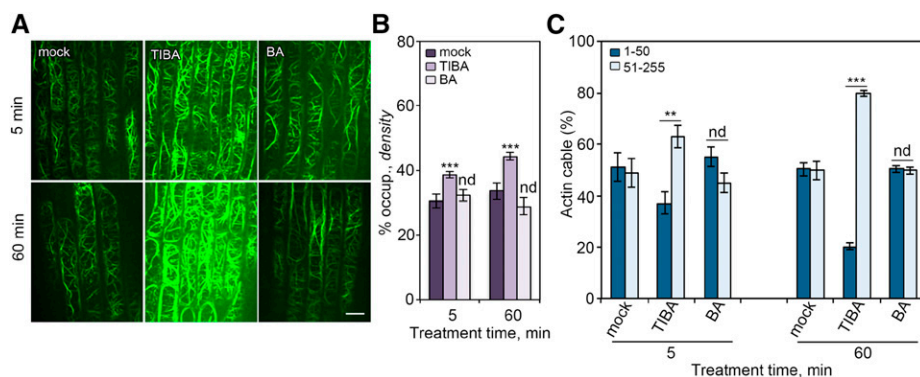 A
mock
TIBA
BA
5 min
60 min
B
% occup., density
80
60
40
20
0
mock
TIBA
BA
***
nd
***
nd
5
60
Treatment time, min
C
Actin cable (%)
100
80
60
40
20
0
1-50
51-255
**
nd
***
nd
mock
TIBA
BA
mock
TIBA
BA
5
60
Treatment time, min